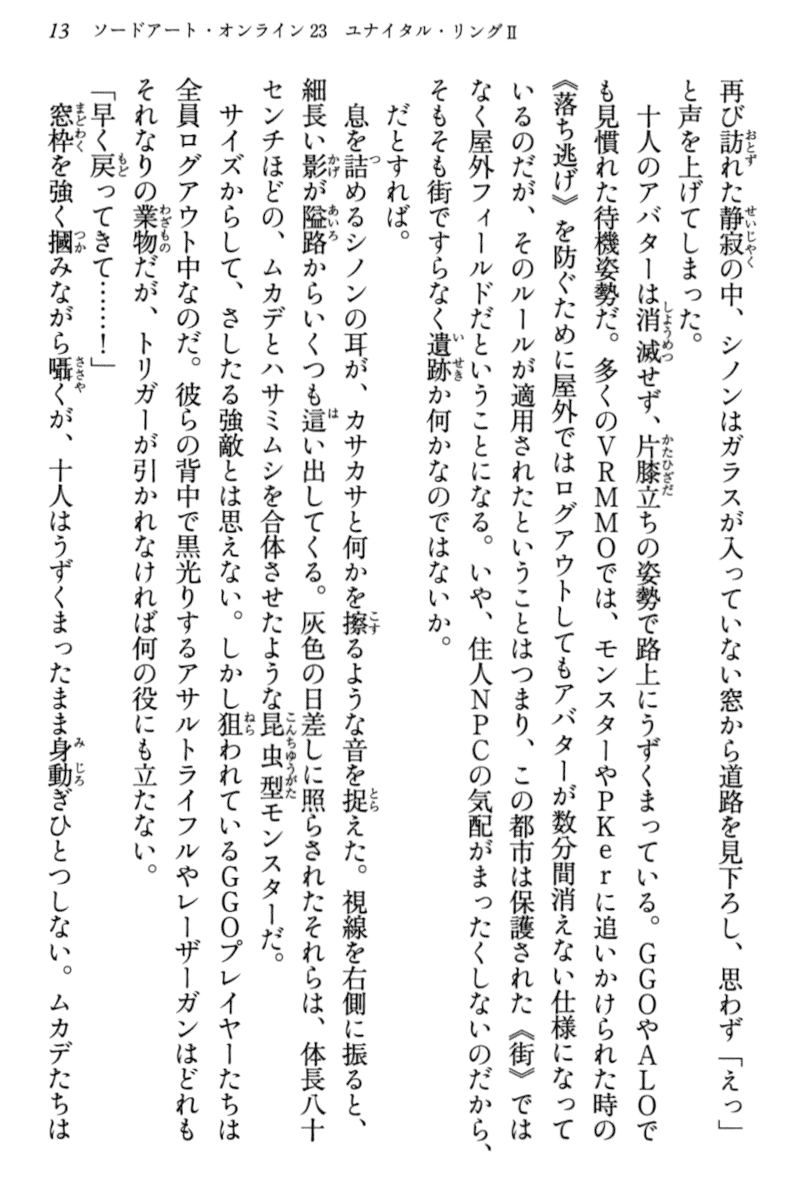 13 ソードアート・オンライン23 ユナイタル・リングⅡ
再び訪れた静寂の中、シノンはガラスが入っていない窓から道路を見下ろし、思わず「えっ」
と声を上げてしまった。
十人のアバターは消滅せず、片膝立ちの姿勢で路上にうずくまっている。GGOやALOで
も見慣れた待機姿勢だ。多くのVRMMOでは、モンスターやPKerに追いかけられた時の
《落ち逃げ》を防ぐために屋外ではログアウトしてもアバターが数分間消えない仕様になって
いるのだが、そのルールが適用されたということはつまり、この都市は保護された《街》では
なく屋外フィールドだということになる。いや、住人NPCの気配がまったくしないのだから、
そもそも街ですらなく遺跡か何かなのではないか。
だとすれば。
息を詰めるシノンの耳が、カサカサと何かを擦るような音を捉えた。視線を右側に振ると、
細長い影が隘路からいくつも這い出してくる。灰色の日差しに照らされたそれらは、体長八十
センチほどの、ムカデとハサミムシを合体させたような昆虫型モンスターだ。
サイズからして、さしたる強敵とは思えない。しかし狙われているGGOプレイヤーたちは
全員ログアウト中なのだ。彼らの背中で黒光りするアサルトライフルやレーザーガンはどれも
それなりの業物だが、トリガーが引かれなければ何の役にも立たない。
「早く戻ってきて……！」
窓枠を強く摑みながら囁くが、十人はうずくまったまま身動ぎひとつしない。ムカデたちは